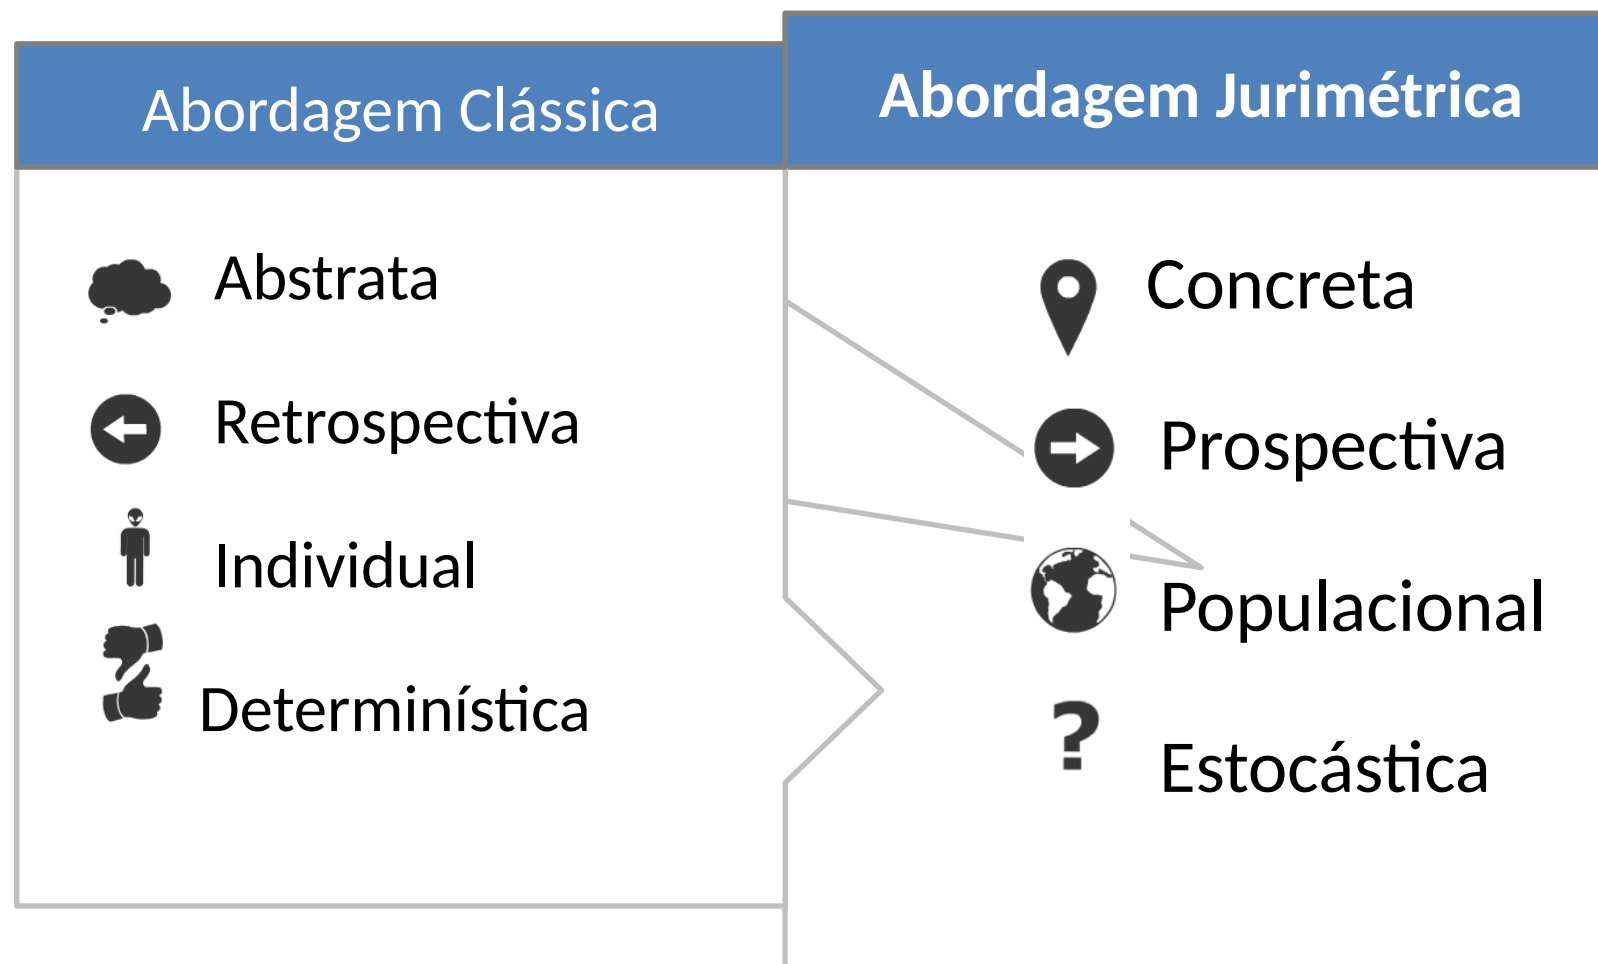 Abordagem Clássica
Abstrata
Retrospectiva
Individual
Determinística
Abordagem Jurimétrica
Concreta
Prospectiva
Populacional
?
Estocástica